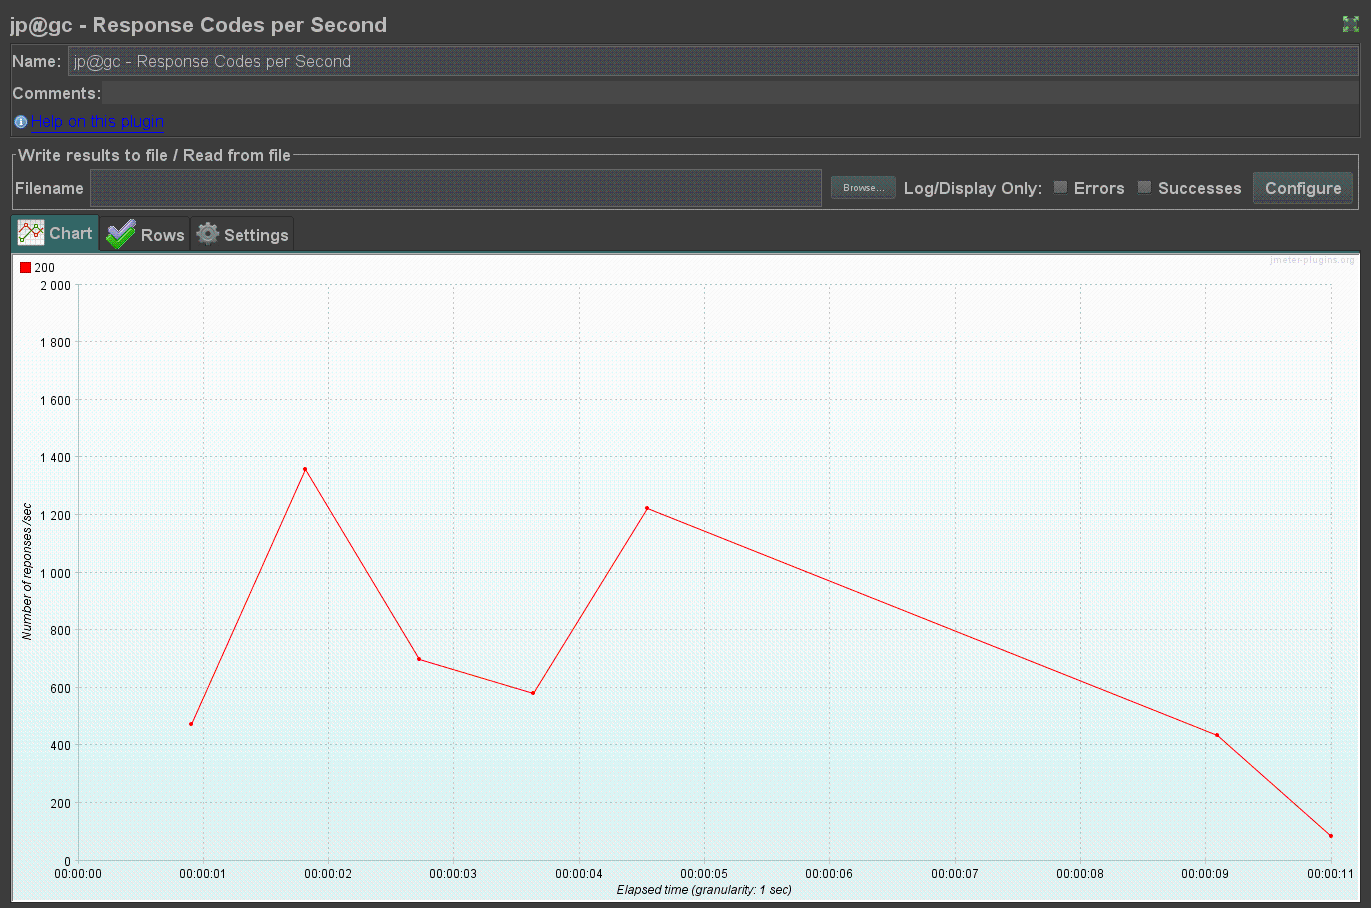 jp@gc - Response Codes per Second
Name: jp@gc - Response Codes per Second
Comments:
Help on this plugin
Write results to file / Read from file
Filename Browse... Log/Display Only: Errors Successes Configure
Chart Rows Settings
200
jmeter-plugins.org
2 000
1 800
1 600
1 400
1 200
1 000
800
600
400
200
0
Number of reponses /sec
00:00:00 00:00:01 00:00:02 00:00:03 00:00:04 00:00:05 00:00:06 00:00:07 00:00:08 00:00:09 00:00:11
Elapsed time (granularity: 1 sec)